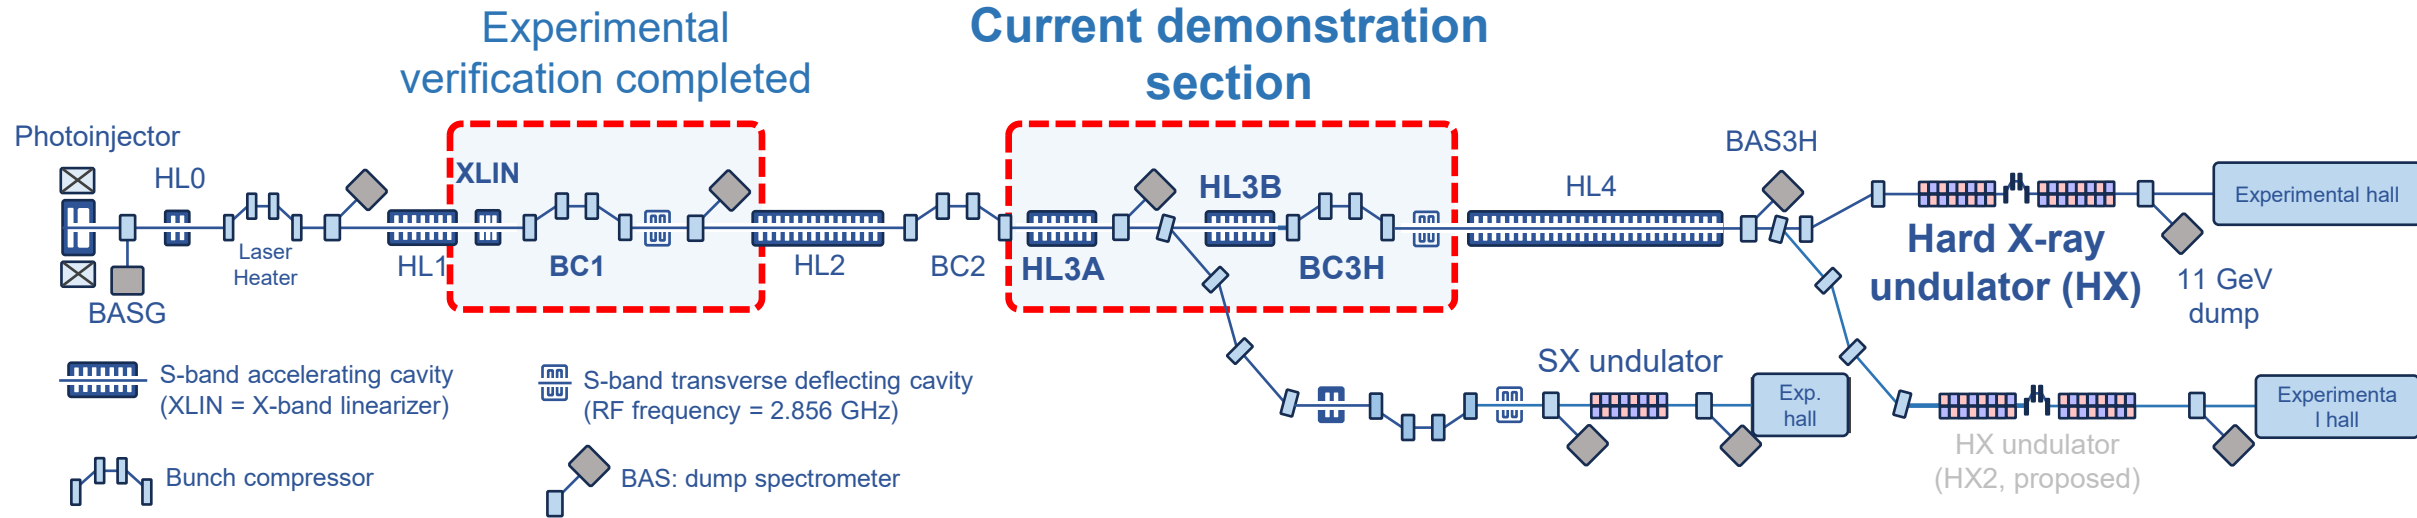 Experimental
verification completed
Current demonstration
section
Photoinjector
HL0
BASG
Laser
Heater
HL1
XLIN
BC1
HL2
BC2
HL3A
HL3B
BC3H
HL4
BAS3H
Hard X-ray
undulator (HX)
Experimental hall
11 GeV
dump
SX undulator
Exp.
hall
HX undulator
(HX2, proposed)
Experimenta
l hall
S-band accelerating cavity
(XLIN = X-band linearizer)
S-band transverse deflecting cavity
(RF frequency = 2.856 GHz)
Bunch compressor
BAS: dump spectrometer